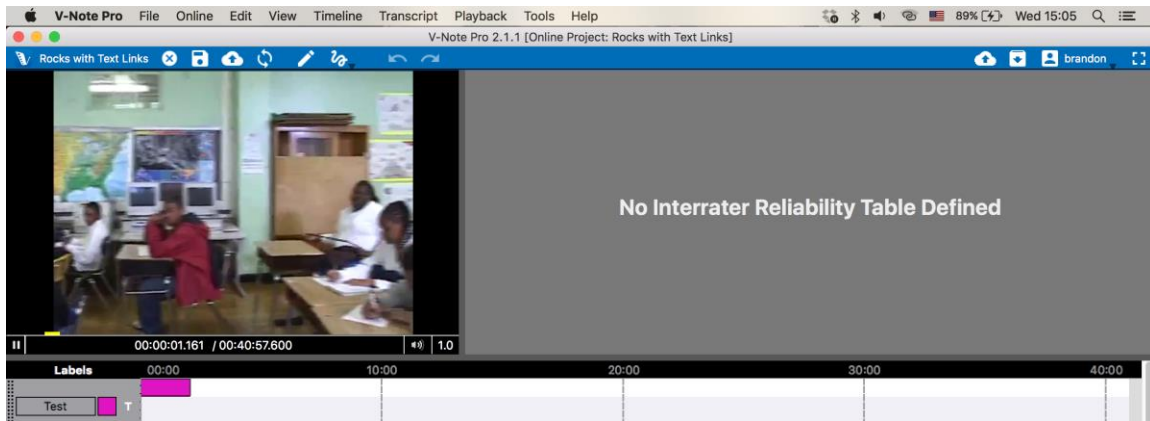 V-Note Pro File Online Edit View Timeline Transcript Playback Tools Help 89% Wed 15:05
V-Note Pro 2.1.1 [Online Project: Rocks with Text Links]
Rocks with Text Links brandon
No Interrater Reliability Table Defined
00:00:01.161 / 00:40:57.600 1.0
Labels 00:00 10:00 20:00 30:00 40:00
Test T